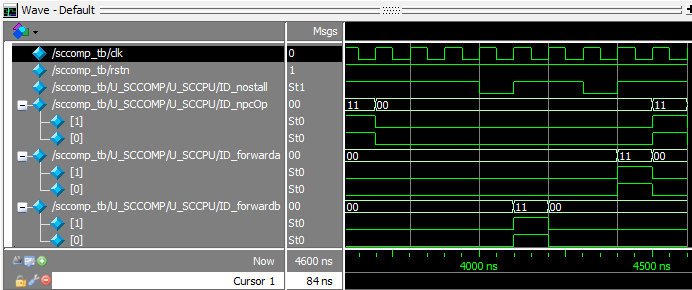 Wave - Default
Msgs
/sccomp_tb/clk 0
/sccomp_tb/rstn 1
/sccomp_tb/U_SCCOMP/U_SCCPU/ID_nostall St1
/sccomp_tb/U_SCCOMP/U_SCCPU/ID_npcOp 00 11 00 11
[1] St0
[0] St0
/sccomp_tb/U_SCCOMP/U_SCCPU/ID_forwarda 00 00 11 00
[1] St0
[0] St0
/sccomp_tb/U_SCCOMP/U_SCCPU/ID_forwardb 00 00 11 00
[1] St0
[0] St0
Now 4600 ns 4000 ns 4500 ns
Cursor 1 84 ns